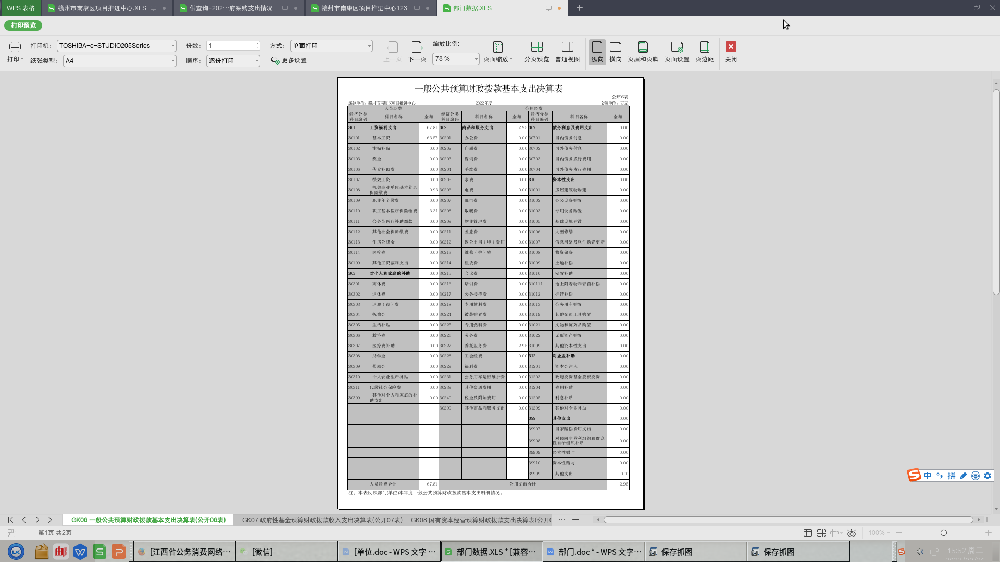 WPS 表格 赣州市南康区项目推进中心.XLS 供查询-202···府采购支出情况 赣州市南康区项目推进中心123 部门数据.XLS
打印预览
打印机: TOSHIBA-e-STUDIO205Series 份数: 1 方式: 单面打印 缩放比例:
打印 纸张类型: A4 顺序: 逐份打印 更多设置 上一页 下一页 78 % 页面缩放 分页预览 普通视图 纵向 横向 页眉和页脚 页面设置 页边距 关闭
一般公共预算财政拨款基本支出决算表
公开06表
编制单位：赣州市南康区项目推进中心 2022年度 金额单位：万元
人员经费 公用经费
经济分类科目编码 科目名称 金额 经济分类科目编码 科目名称 金额 经济分类科目编码 科目名称 金额
301 工资福利支出 67.81 302 商品和服务支出 2.95 307 债务利息及费用支出 0.00
30101 基本工资 63.57 30201 办公费 0.00 30701 国内债务付息 0.00
30102 津贴补贴 0.00 30202 印刷费 0.00 30702 国外债务付息 0.00
30103 奖金 0.00 30203 咨询费 0.00 30703 国内债务发行费用 0.00
30106 伙食补助费 0.00 30204 手续费 0.00 30704 国外债务发行费用 0.00
30107 绩效工资 0.00 30205 水费 0.00 310 资本性支出 0.00
30108 机关事业单位基本养老保险缴费 0.93 30206 电费 0.00 31001 房屋建筑物购建 0.00
30109 职业年金缴费 0.00 30207 邮电费 0.00 31002 办公设备购置 0.00
30110 职工基本医疗保险缴费 3.31 30208 取暖费 0.00 31003 专用设备购置 0.00
30111 公务员医疗补助缴款 0.00 30209 物业管理费 0.00 31005 基础设施建设 0.00
30112 其他社会保障缴费 0.00 30211 差旅费 0.00 31006 大型修缮 0.00
30113 住房公积金 0.00 30212 因公出国（境）费用 0.00 31007 信息网络及软件购置更新 0.00
30114 医疗费 0.00 30213 维修（护）费 0.00 31008 物资储备 0.00
30199 其他工资福利支出 0.00 30214 租赁费 0.00 31009 土地补偿 0.00
303 对个人和家庭的补助 0.00 30215 会议费 0.00 31010 安置补助 0.00
30301 离休费 0.00 30216 培训费 0.00 310111 地上附着物和青苗补偿 0.00
30302 退休费 0.00 30217 公务接待费 0.00 31012 拆迁补偿 0.00
30303 退职（役）费 0.00 30218 专用材料费 0.00 31013 公务用车购置 0.00
30304 抚恤金 0.00 30224 被装购置费 0.00 31019 其他交通工具购置 0.00
30305 生活补贴 0.00 30225 专用燃料费 0.00 31021 文物和陈列品购置 0.00
30306 救济费 0.00 30226 劳务费 0.00 31022 无形资产购置 0.00
30307 医疗费补助 0.00 30227 委托业务费 2.95 31099 其他资本性支出 0.00
30308 助学金 0.00 30228 工会经费 0.00 312 对企业补助 0.00
30309 奖励金 0.00 30229 福利费 0.00 31201 资本金注入 0.00
30310 个人农业生产补贴 0.00 30231 公务用车运行维护费 0.00 31203 政府投资基金股权投资 0.00
30311 代缴社会保险费 0.00 30239 其他交通费用 0.00 31204 费用补贴 0.00
30399 其他对个人和家庭的补助支出 0.00 30240 税金及附加费用 0.00 31205 利息补贴 0.00
30299 其他商品和服务支出 0.00 31299 其他对企业补助 0.00
399 其他支出 0.00
39907 国家赔偿费用支出 0.00
39908 对民间非营利组织和群众性自治组织补贴 0.00
39909 经常性赠与 0.00
39910 资本性赠与 0.00
39999 其他支出 0.00
人员经费合计 67.81 公用支出合计 2.95
注：本表反映部门(单位)本年度一般公共预算财政拨款基本支出明细情况。
中 拼
GK06 一般公共预算财政拨款基本支出决算表(公开06表) GK07 政府性基金预算财政拨款收入支出决算表(公开07表) GK08 国有资本经营预算财政拨款支出决算表(公开0
第1页 共2页 100%
[江西省公务消费网络··· [微信] [单位.doc - WPS 文字 ··· 部门数据.XLS * [兼容··· 部门.doc * - WPS 文字··· 保存抓图 保存抓图 15:52 周二